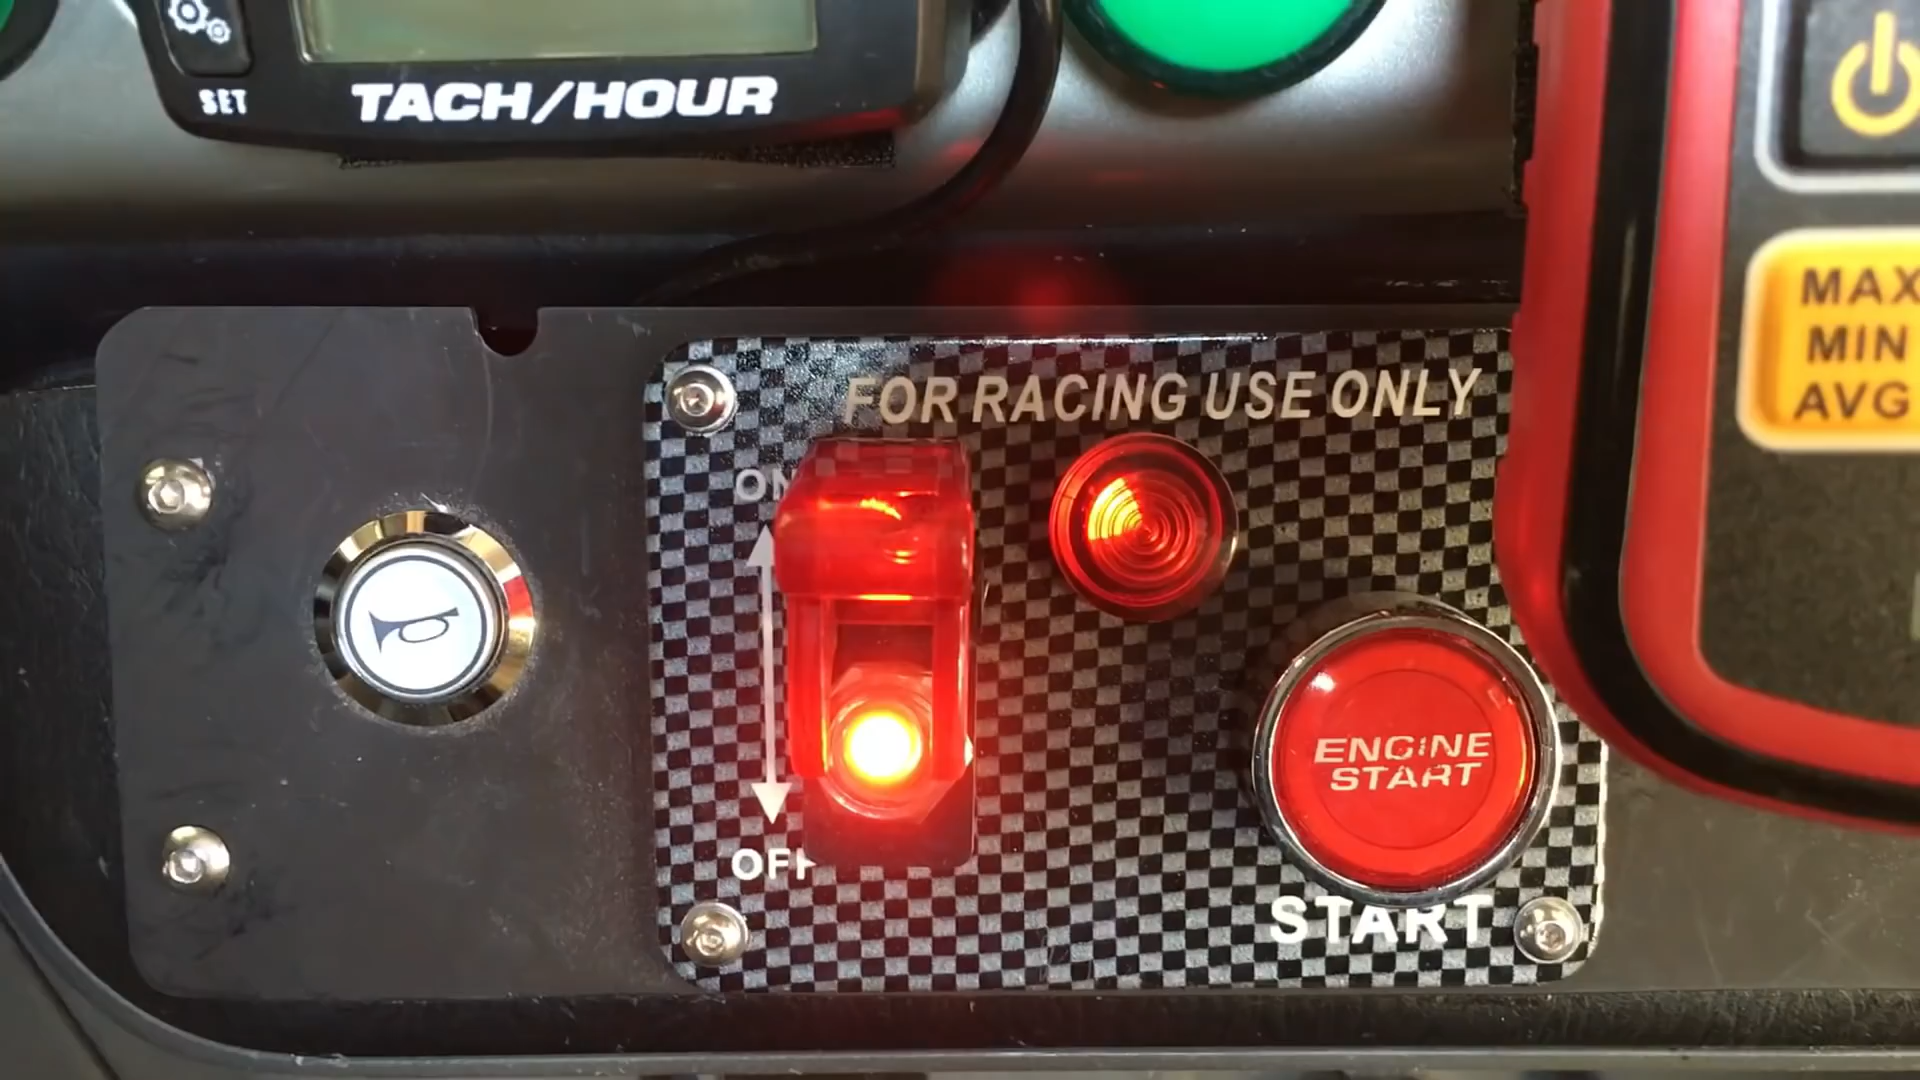 SET
TACH/HOUR
MAX
MIN
AVG
FOR RACING USE ONLY
ON
ENGINE
START
OFF
START